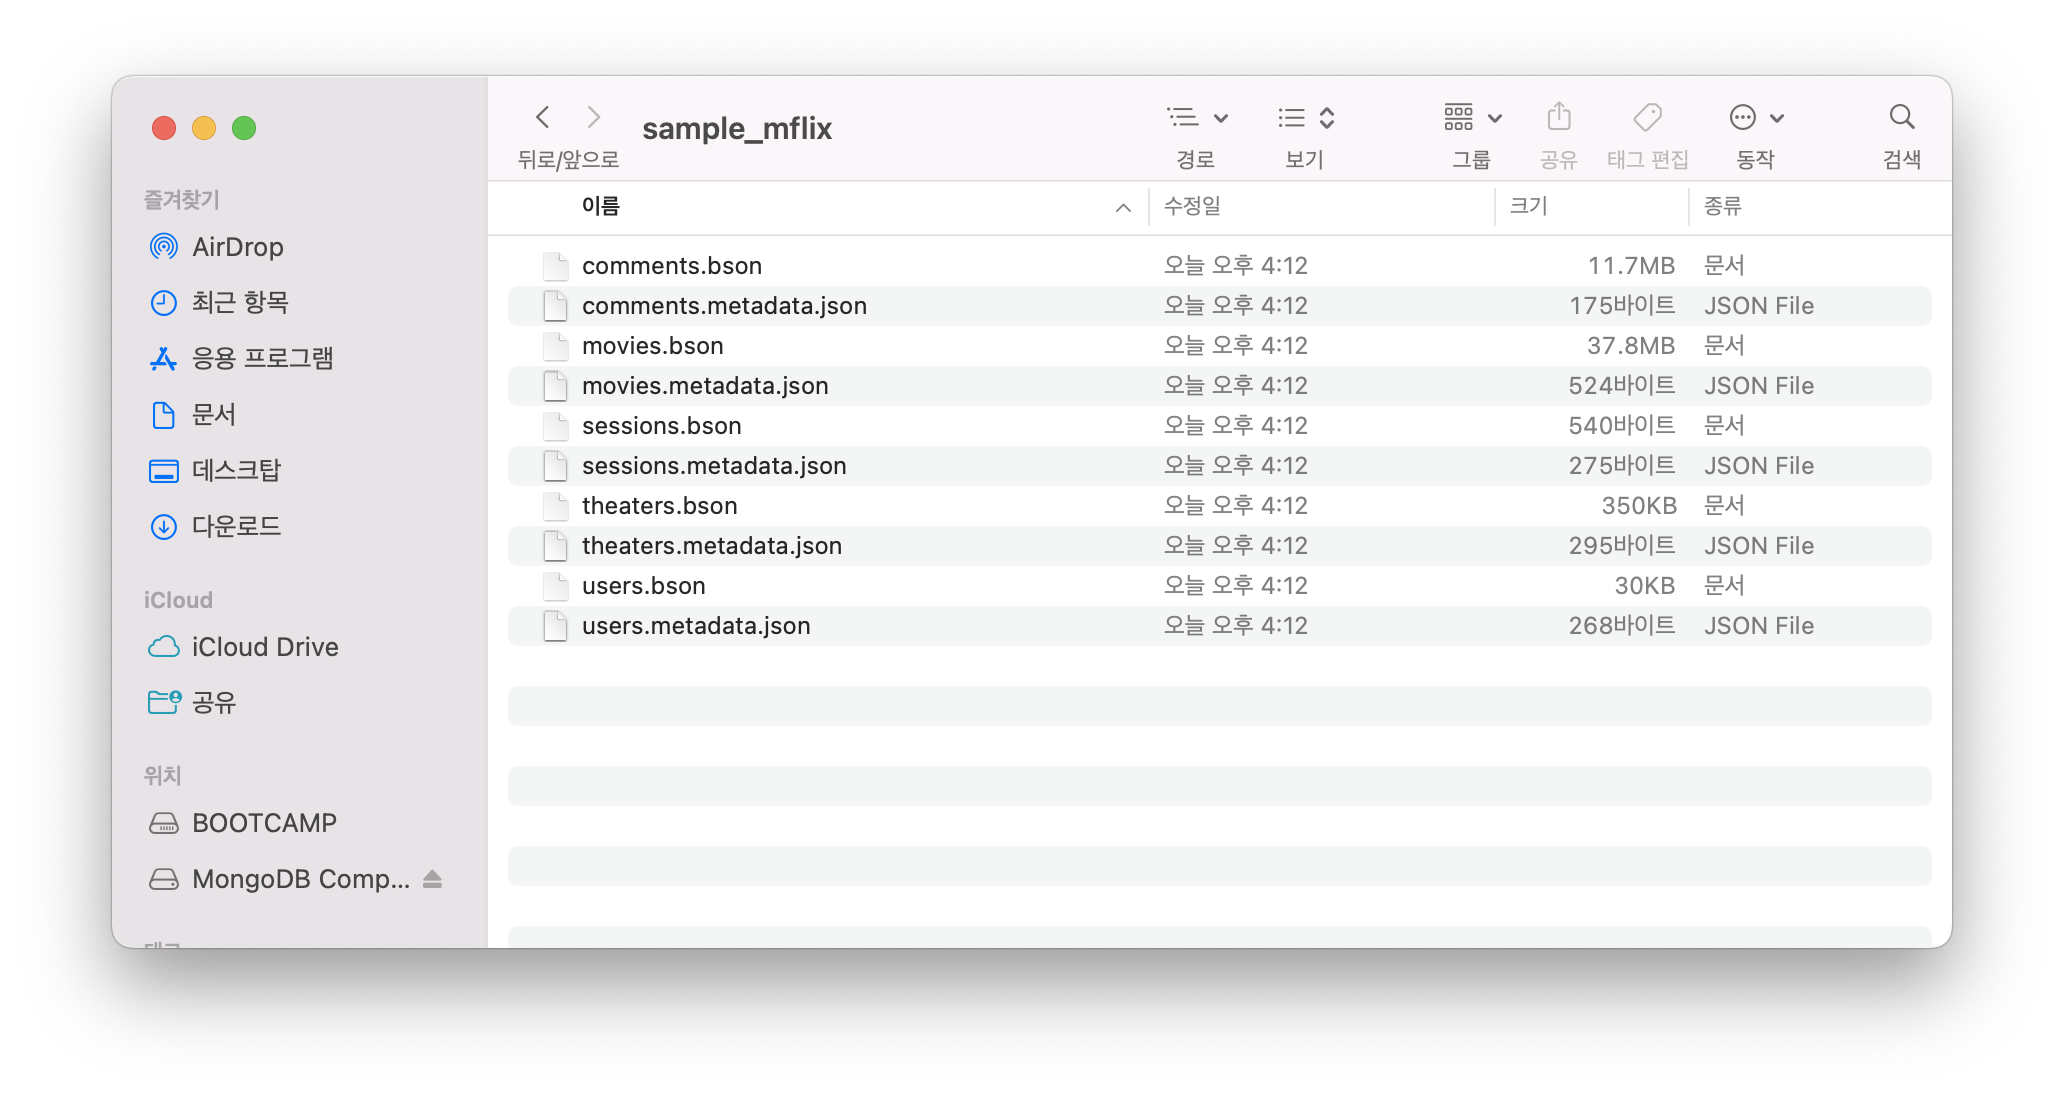 sample_mflix
뒤로/앞으로
경로
보기
그룹
공유
태그 편집
동작
검색
즐겨찾기
AirDrop
최근 항목
응용 프로그램
문서
데스크탑
다운로드
iCloud
iCloud Drive
공유
위치
BOOTCAMP
MongoDB Comp...
이름 수정일 크기 종류
comments.bson 오늘 오후 4:12 11.7MB 문서
comments.metadata.json 오늘 오후 4:12 175바이트 JSON File
movies.bson 오늘 오후 4:12 37.8MB 문서
movies.metadata.json 오늘 오후 4:12 524바이트 JSON File
sessions.bson 오늘 오후 4:12 540바이트 문서
sessions.metadata.json 오늘 오후 4:12 275바이트 JSON File
theaters.bson 오늘 오후 4:12 350KB 문서
theaters.metadata.json 오늘 오후 4:12 295바이트 JSON File
users.bson 오늘 오후 4:12 30KB 문서
users.metadata.json 오늘 오후 4:12 268바이트 JSON File